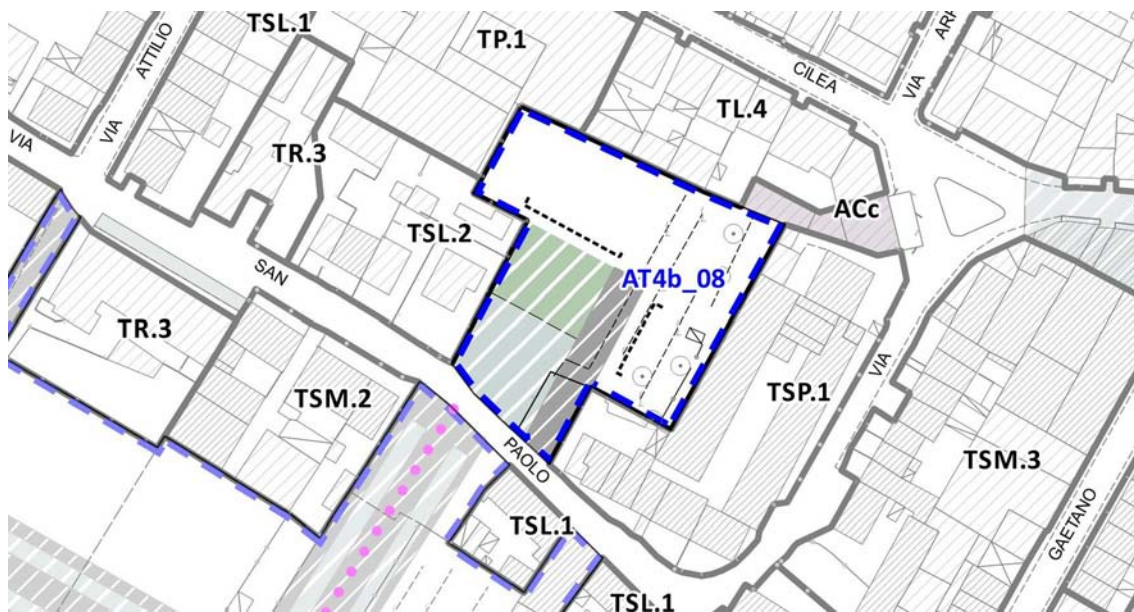 TSL.1
TP.1
ATTILIO
VIA
VIA
CILEA
ARR
VIA
TL.4
TR.3
ACc
TSL.2
SAN
AT4b_08
TR.3
TSM.2
TSP.1
VIA
PAOLO
TSM.3
TSL.1
GAETANO
TSL.1